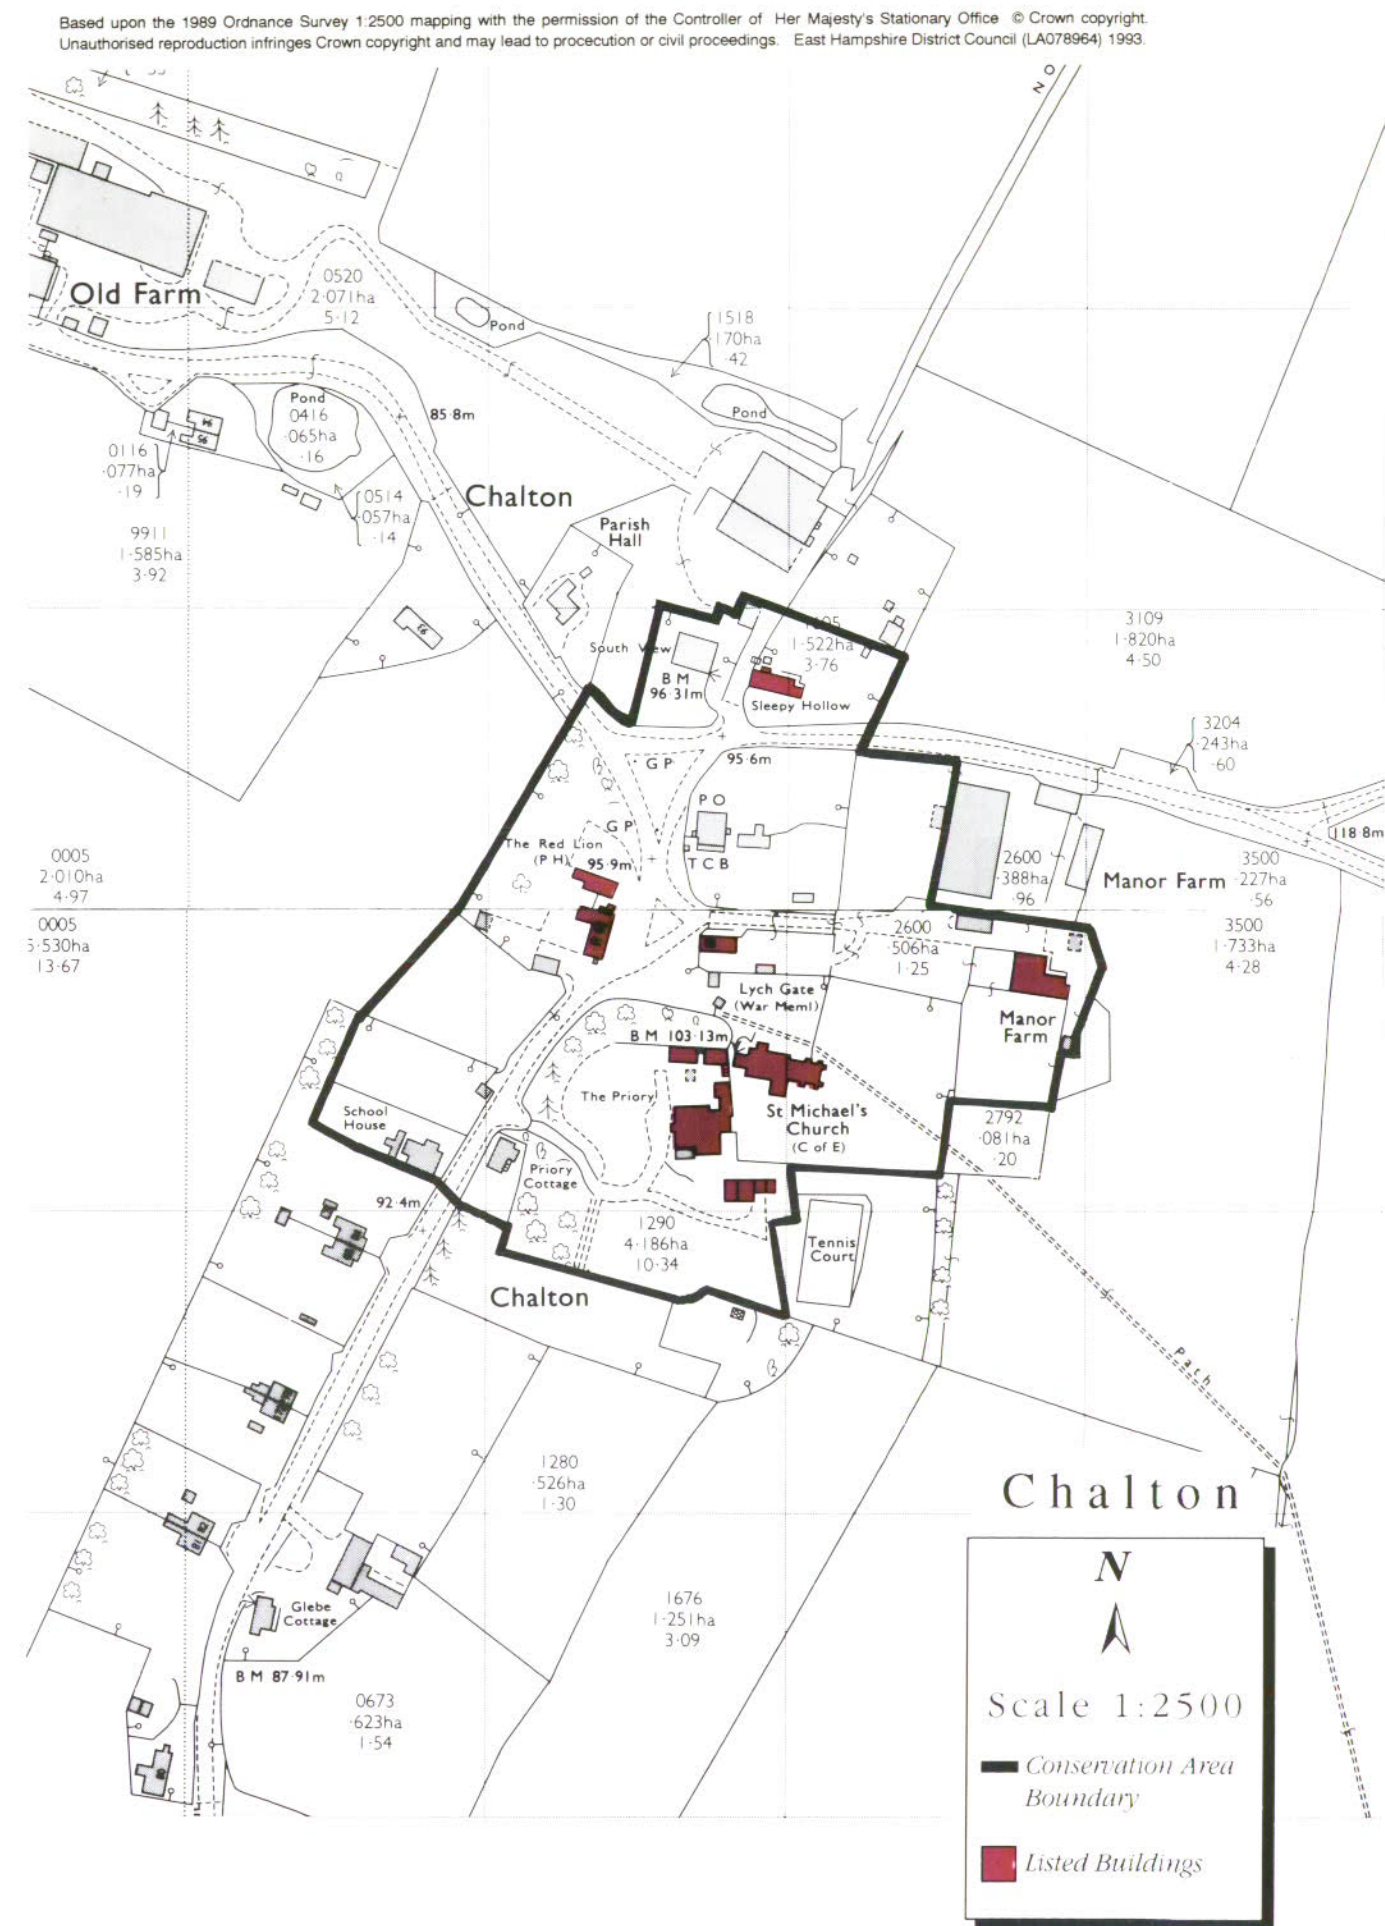 Based upon the 1989 Ordnance Survey 1:2500 mapping with the permission of the Controller of Her Majesty's Stationary Office © Crown copyright.
Unauthorised reproduction infringes Crown copyright and may lead to procecution or civil proceedings. East Hampshire District Council (LA078964) 1993.
Old Farm
0520
2·071ha
5·12
Pond
1518
·170ha
·42
Pond
85·8m
Pond
0416
·065ha
·16
94
95
0116
·077ha
·19
0514
·057ha
·14
9911
1·585ha
3·92
93
Chalton
Parish
Hall
South View
B M
96·31m
1·522ha
3·76
Sleepy Hollow
3109
1·820ha
4·50
3204
·243ha
·60
118·8m
G P
95·6m
P O
G P
T C B
The Red Lion
(P H)
95·9m
0005
2·010ha
4·97
0005
5·530ha
13·67
2600
·388ha
·96
Manor Farm
3500
·227ha
·56
3500
1·733ha
4·28
2600
·506ha
1·25
Lych Gate
(War Meml)
Manor
Farm
B M 103·13m
The Priory
St Michael's
Church
(C of E)
2792
·081ha
·20
School
House
Priory
Cottage
92·4m
1290
4·186ha
10·34
Tennis
Court
Chalton
Path
1280
·526ha
1·30
1676
1·251ha
3·09
Glebe
Cottage
B M 87·91m
0673
·623ha
1·54
Chalton
N
Scale 1:2500
Conservation Area
Boundary
Listed Buildings